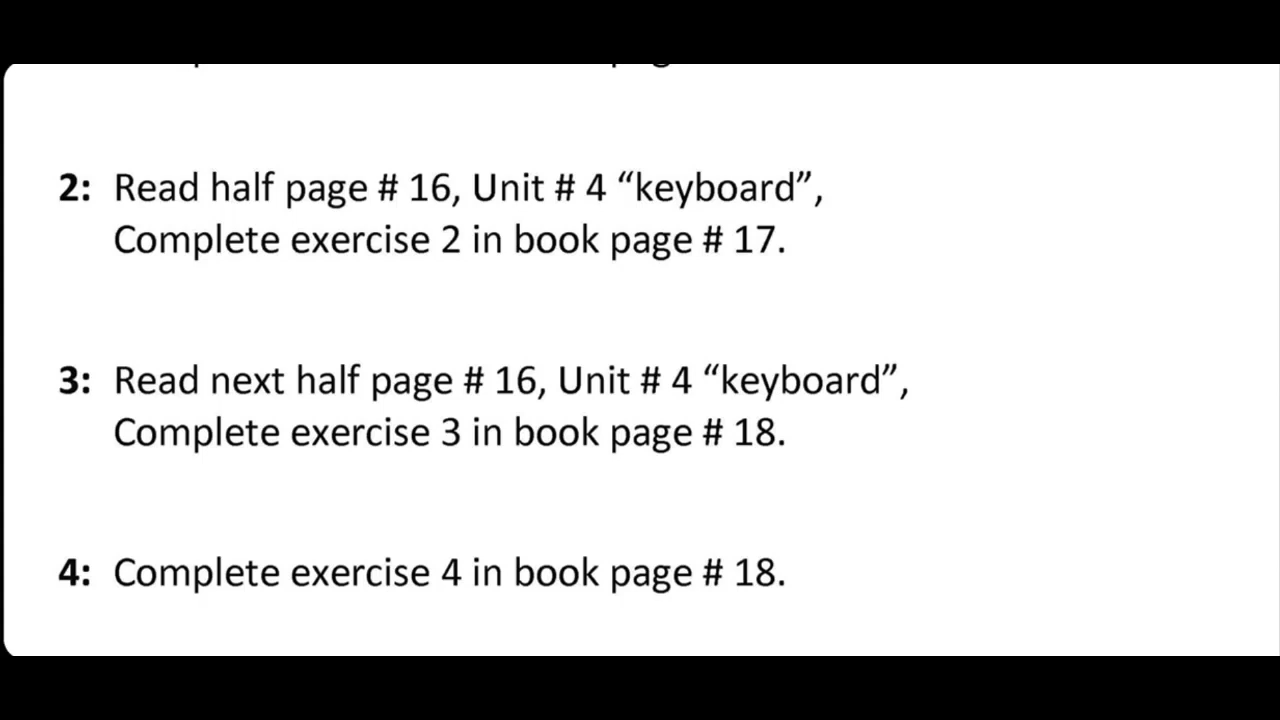 2: Read half page # 16, Unit # 4 “keyboard”,
Complete exercise 2 in book page # 17.
3: Read next half page # 16, Unit # 4 “keyboard”,
Complete exercise 3 in book page # 18.
4: Complete exercise 4 in book page # 18.